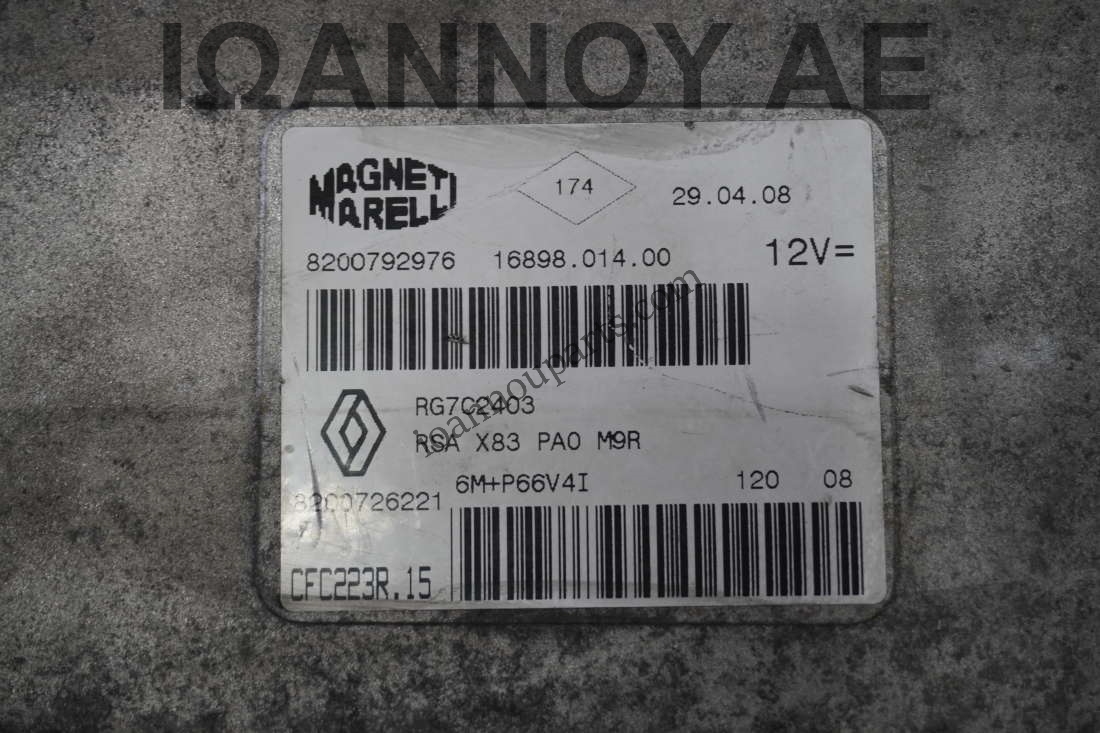 ΙΩΑΝΝΟΥ ΑΕ
MAGNETI MARELLI
174
29.04.08
8200792976 16898.014.00 12V=
ioannouparts.com
RG7C2403
RSA X83 PA0 M9R
6M+P66V4I 120 08
8200726221
CFC223R.15